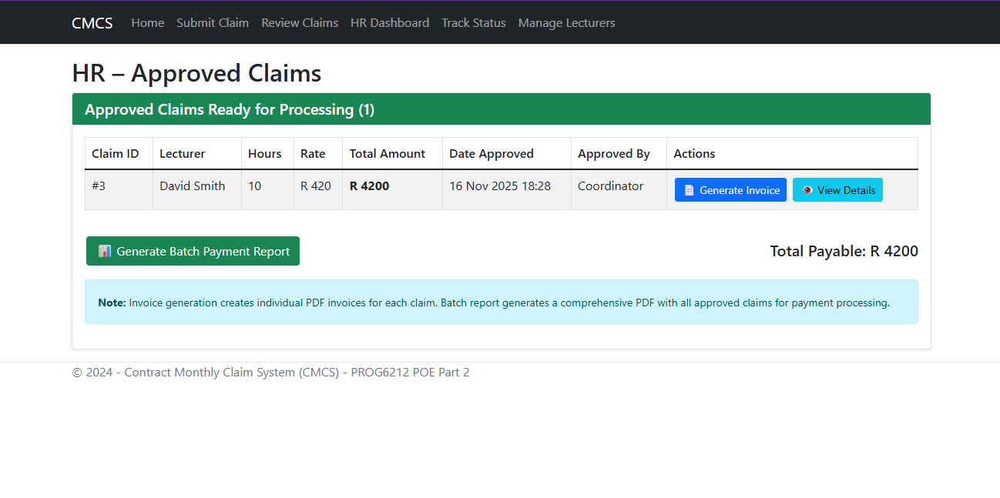 CMCS Home Submit Claim Review Claims HR Dashboard Track Status Manage Lecturers
HR – Approved Claims
Approved Claims Ready for Processing (1)
Claim ID Lecturer Hours Rate Total Amount Date Approved Approved By Actions
#3 David Smith 10 R 420 R 4200 16 Nov 2025 18:28 Coordinator Generate Invoice View Details
Generate Batch Payment Report Total Payable: R 4200
Note: Invoice generation creates individual PDF invoices for each claim. Batch report generates a comprehensive PDF with all approved claims for payment processing.
© 2024 - Contract Monthly Claim System (CMCS) - PROG6212 POE Part 2